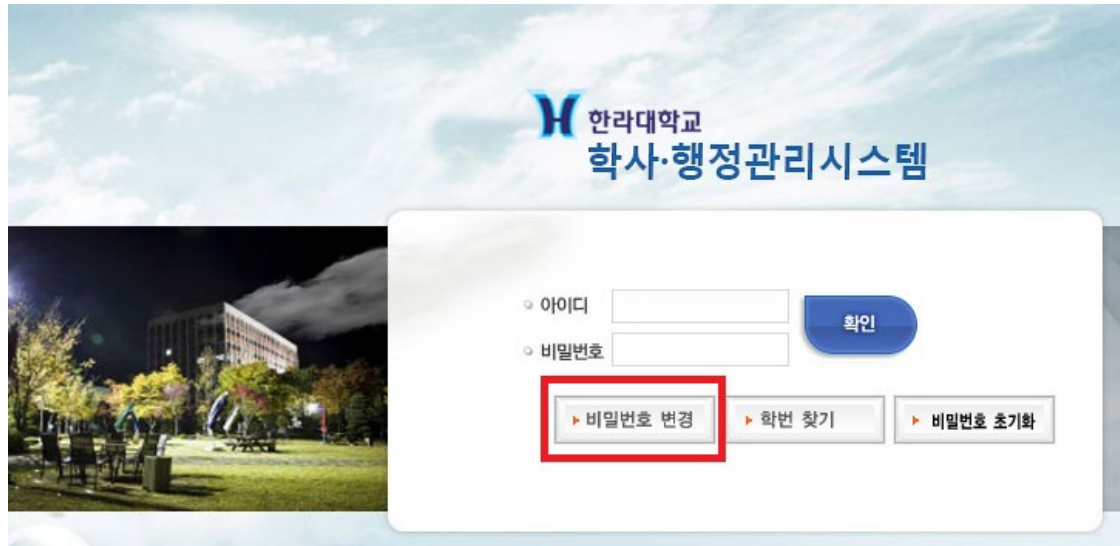 한라대학교
학사·행정관리시스템
아이디
확인
비밀번호
비밀번호 변경
학번 찾기
비밀번호 초기화